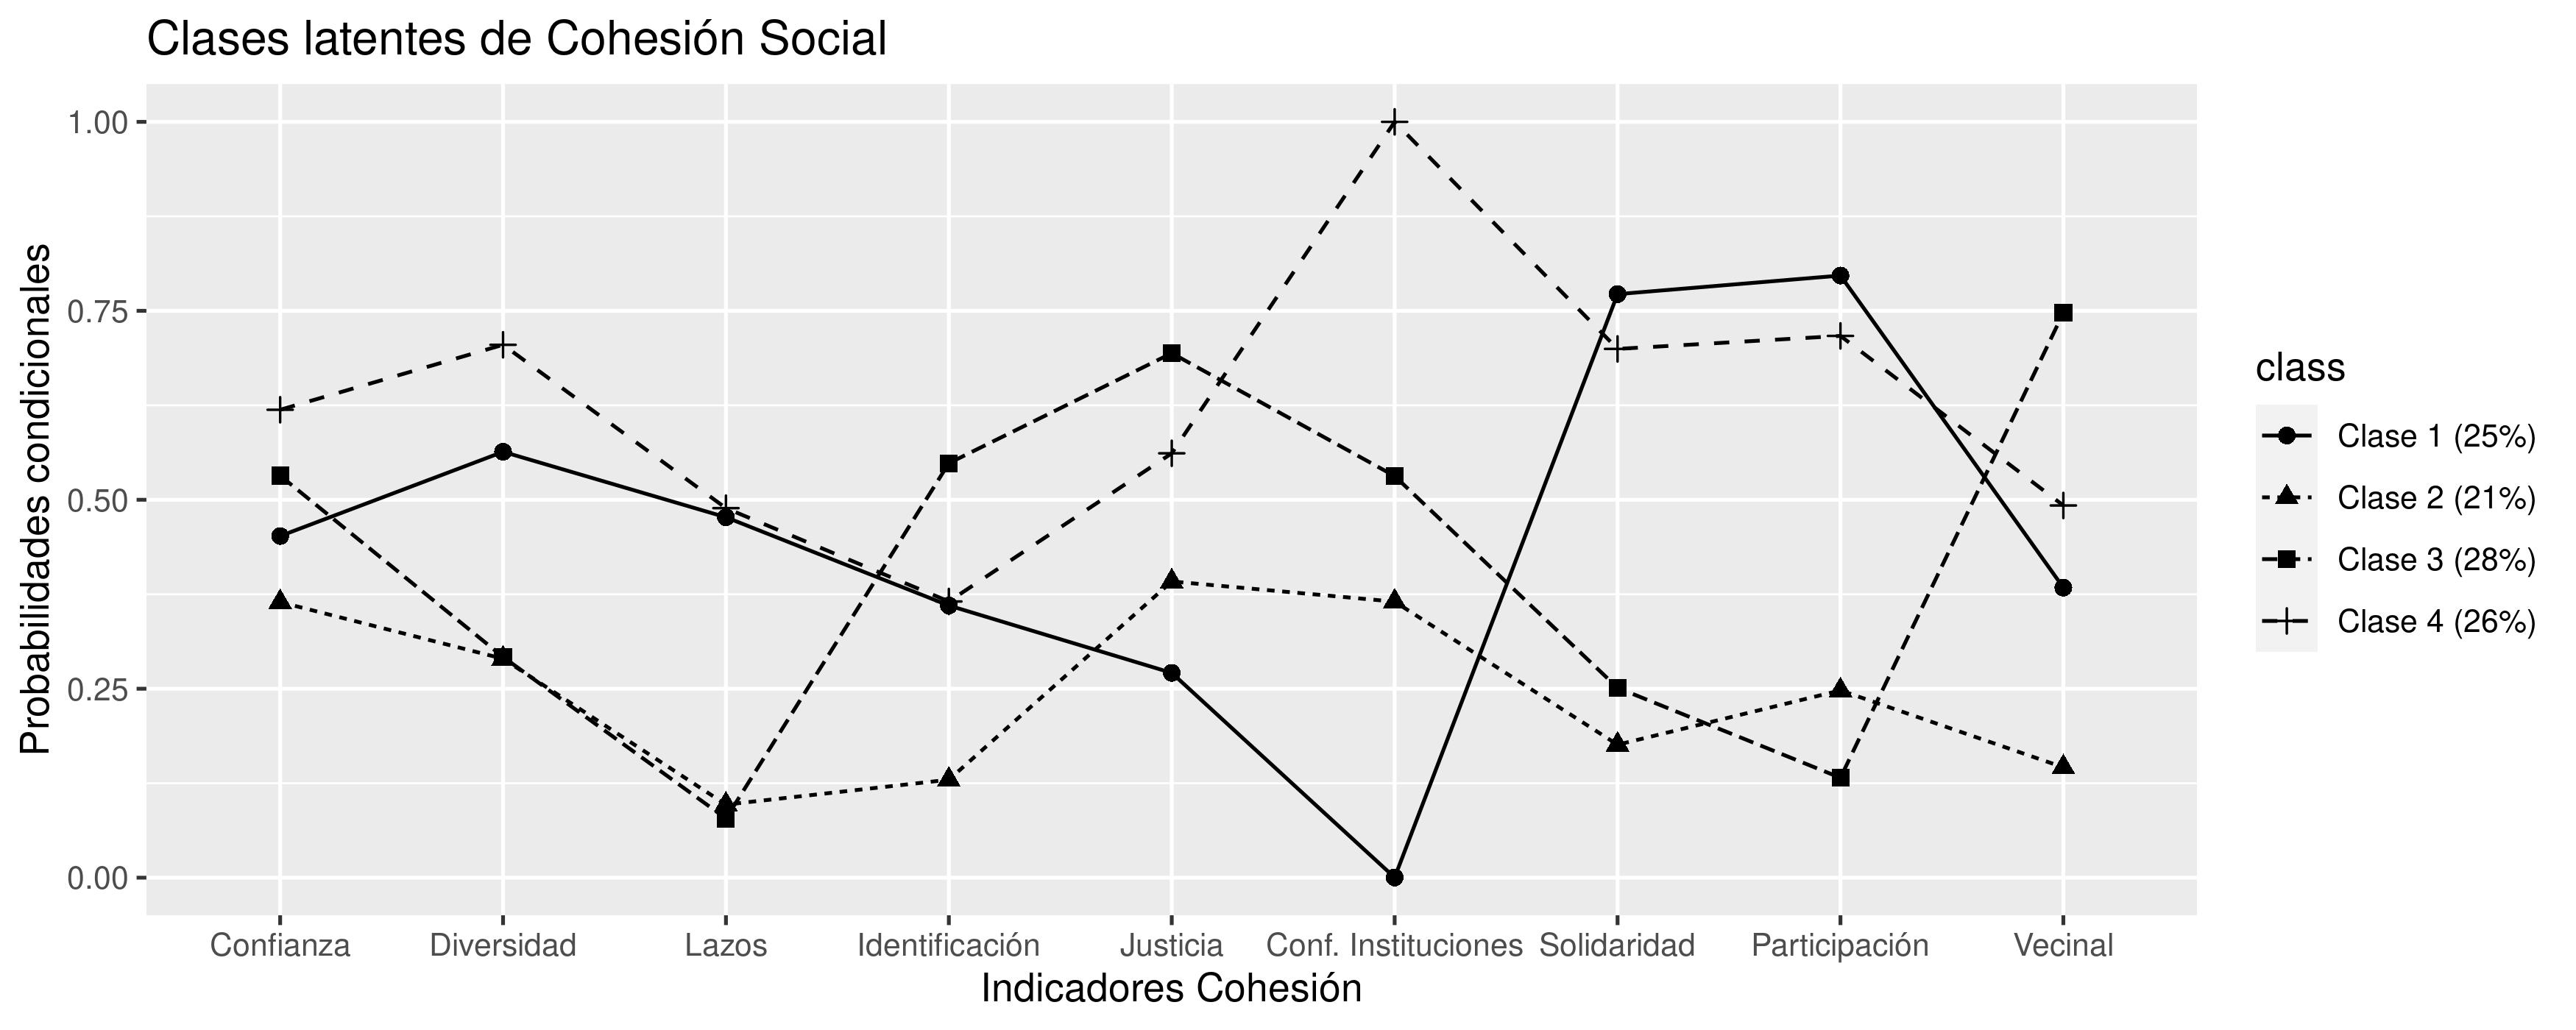 Clases latentes de Cohesión Social
Probabilidades condicionales
1.00
0.75
0.50
0.25
0.00
Confianza Diversidad Lazos Identificación Justicia Conf. Instituciones Solidaridad Participación Vecinal
Indicadores Cohesión
class
Clase 1 (25%)
Clase 2 (21%)
Clase 3 (28%)
Clase 4 (26%)